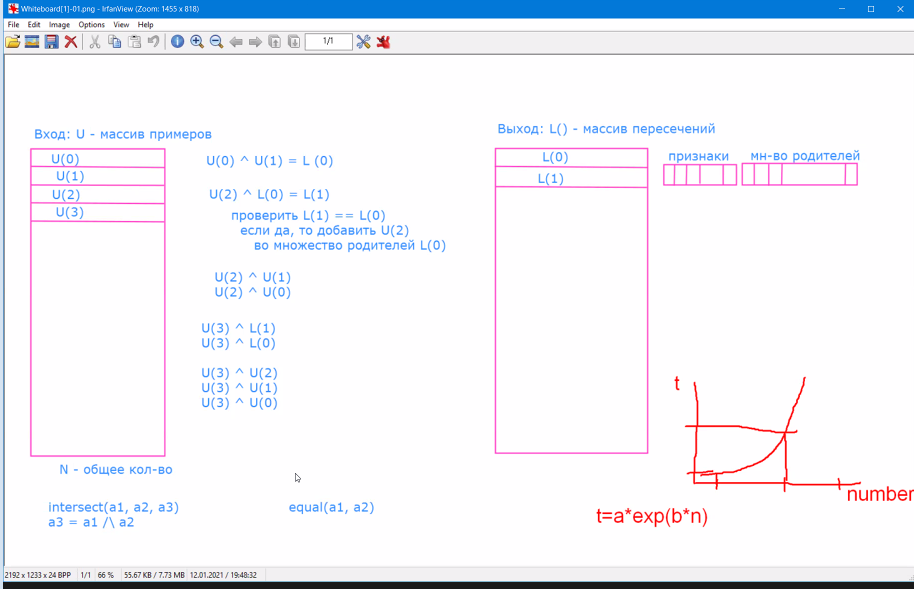 Whiteboard[1]-01.png - IrfanView (Zoom: 1455 x 818)
File Edit Image Options View Help
1/1
Вход: U - массив примеров
U(0)
U(1)
U(2)
U(3)
N - общее кол-во
intersect(a1, a2, a3)
a3 = a1 /\ a2
U(0) ^ U(1) = L (0)
U(2) ^ L(0) = L(1)
проверить L(1) == L(0)
если да, то добавить U(2)
во множество родителей L(0)
U(2) ^ U(1)
U(2) ^ U(0)
U(3) ^ L(1)
U(3) ^ L(0)
U(3) ^ U(2)
U(3) ^ U(1)
U(3) ^ U(0)
equal(a1, a2)
Выход: L() - массив пересечений
L(0)
L(1)
признаки
мн-во родителей
t
number
t=a*exp(b*n)
2192 x 1233 x 24 BPP 1/1 66 % 55.67 KB / 7.73 MB 12.01.2021 / 19:48:32